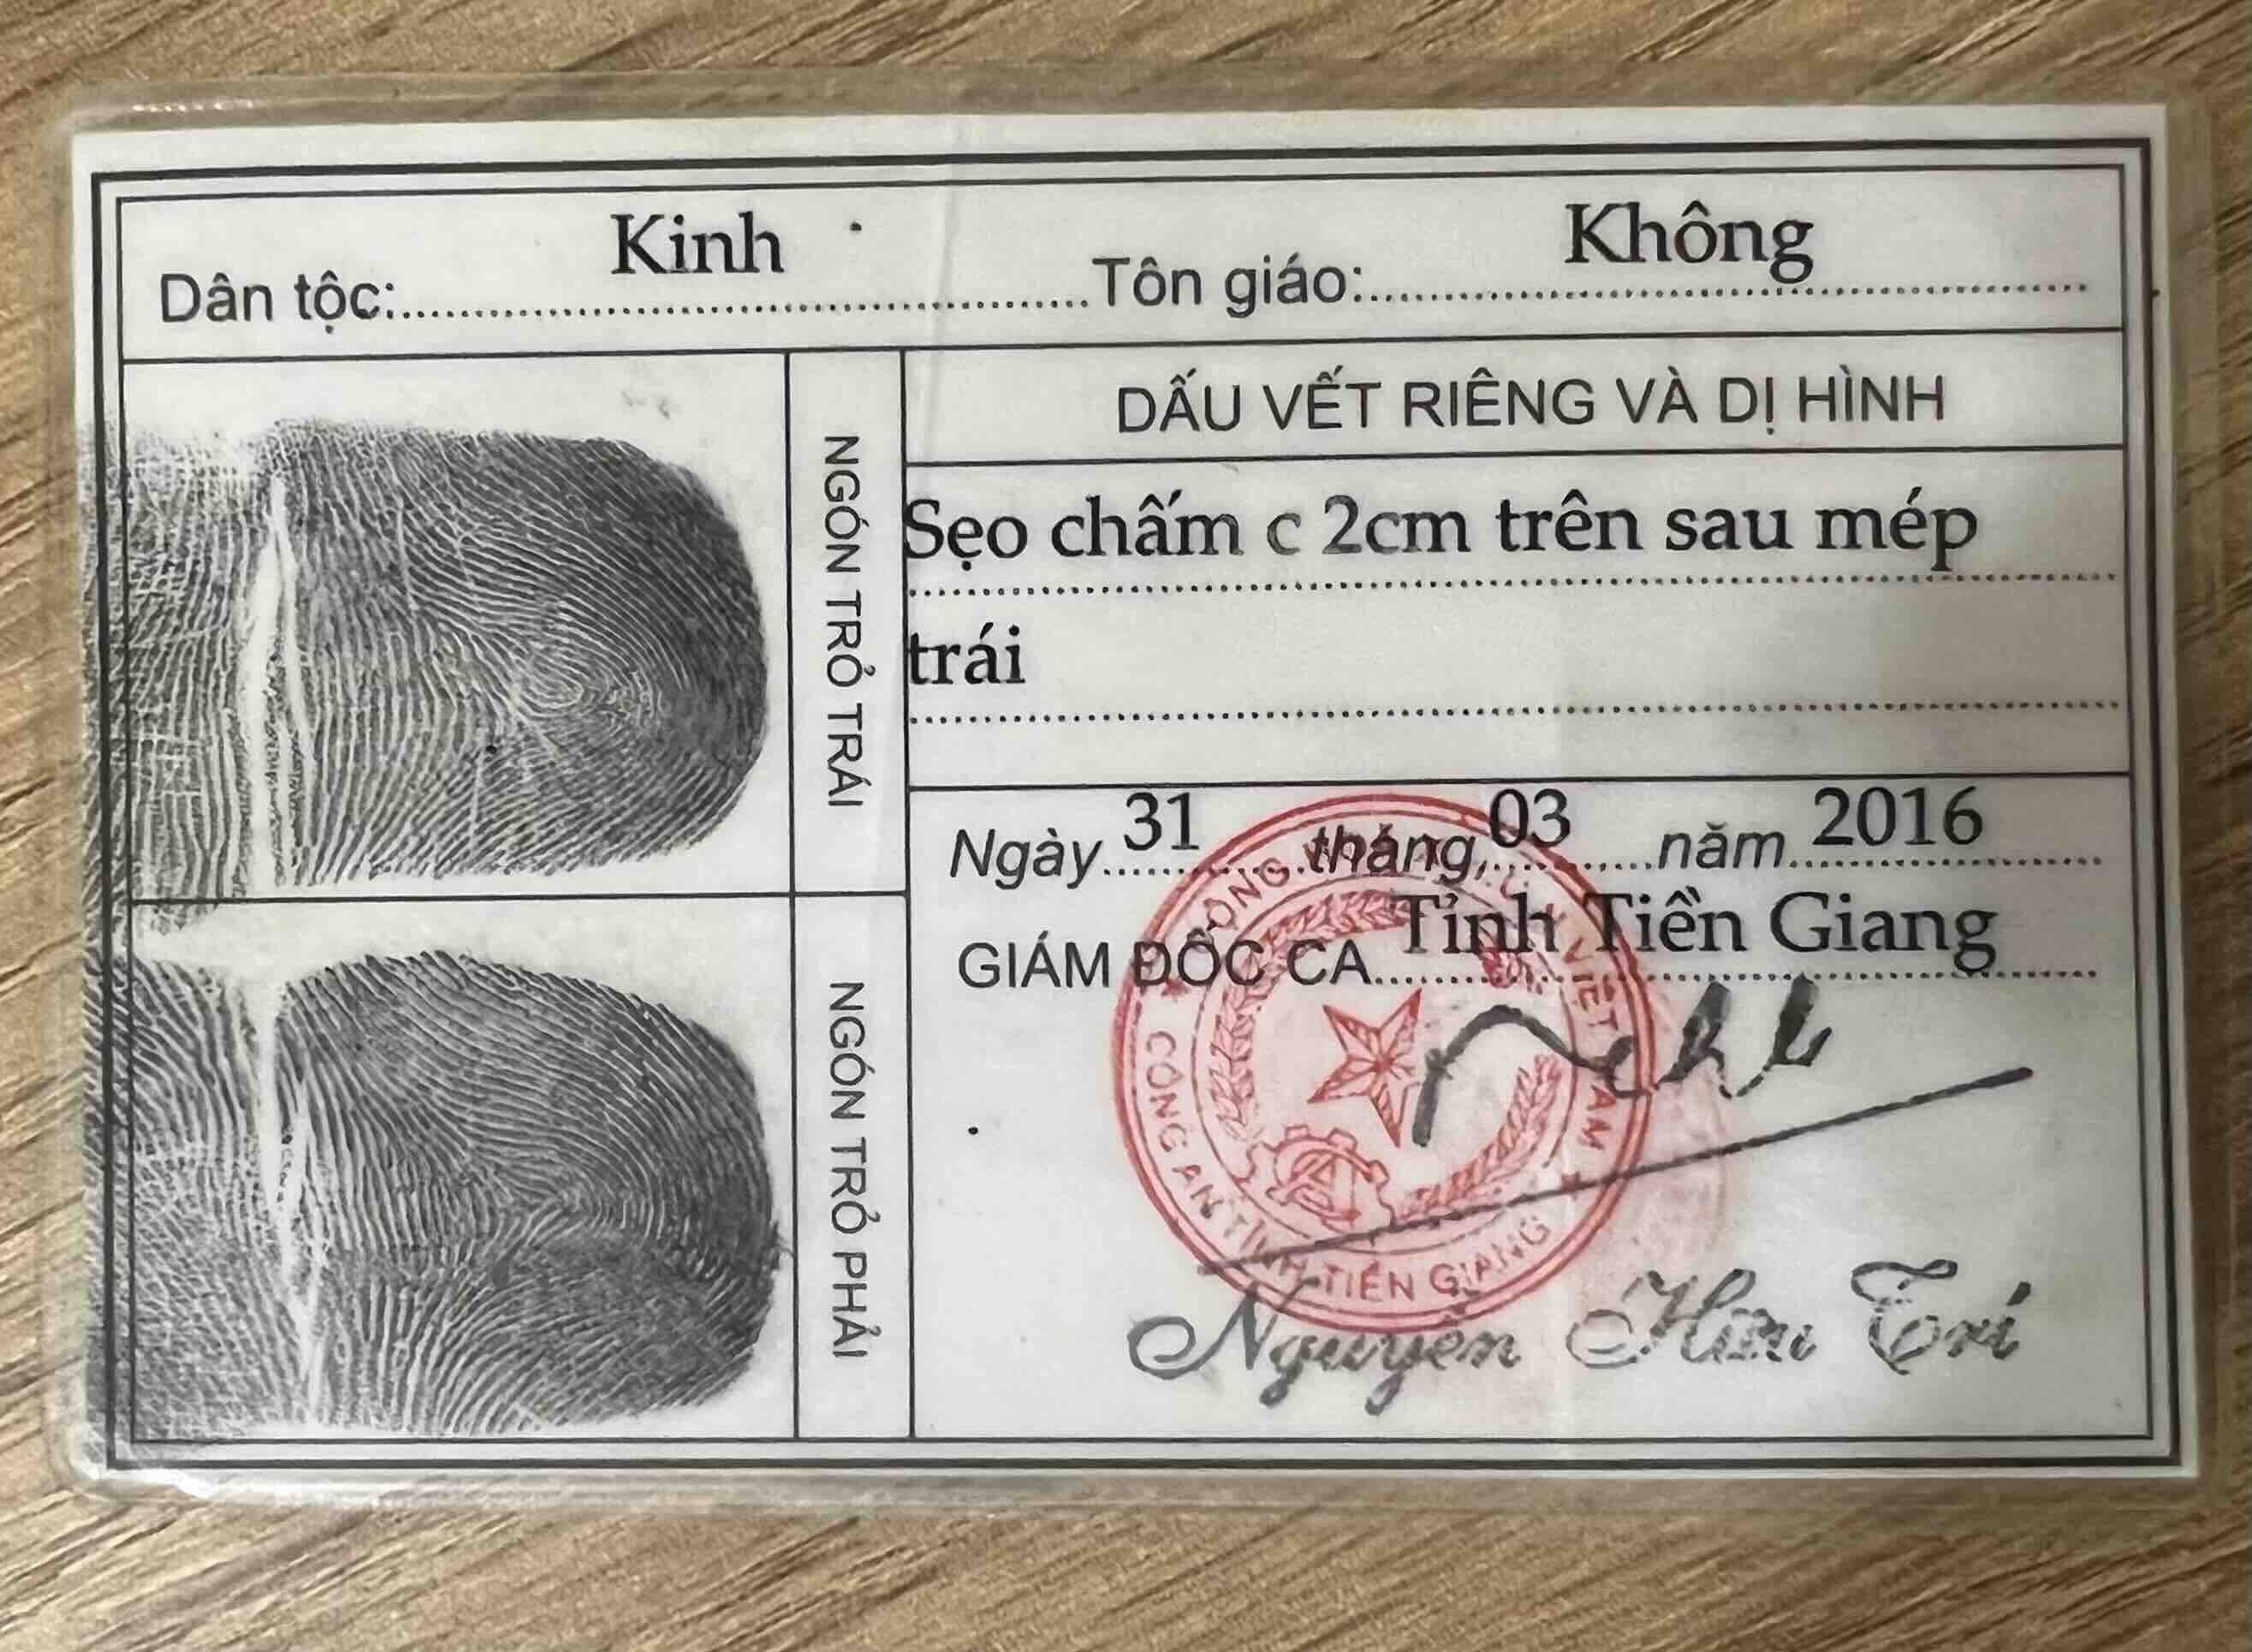 Dân tộc: Kinh Tôn giáo: Không
NGÓN TRỎ TRÁI
NGÓN TRỎ PHẢI
DẤU VẾT RIÊNG VÀ DỊ HÌNH
Sẹo chấm c 2cm trên sau mép
trái
Ngày 31 tháng 03 năm 2016
GIÁM ĐỐC CA Tỉnh Tiền Giang
VIỆT NAM
CÔNG AN TỈNH TIỀN GIANG
Nguyễn Hữu Trí